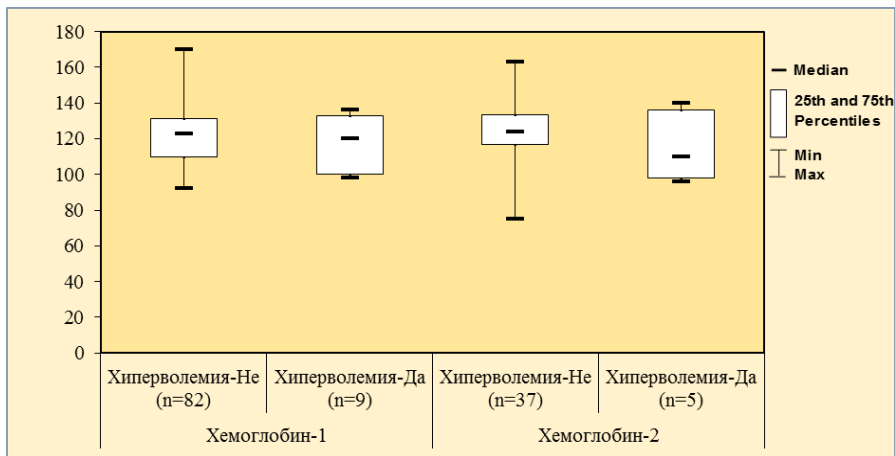 180
160
140
120
100
80
60
40
20
0
Median
25th and 75th
Percentiles
Min
Max
Хиперволемия-Не
(n=82)
Хиперволемия-Да
(n=9)
Хиперволемия-Не
(n=37)
Хиперволемия-Да
(n=5)
Хемоглобин-1
Хемоглобин-2